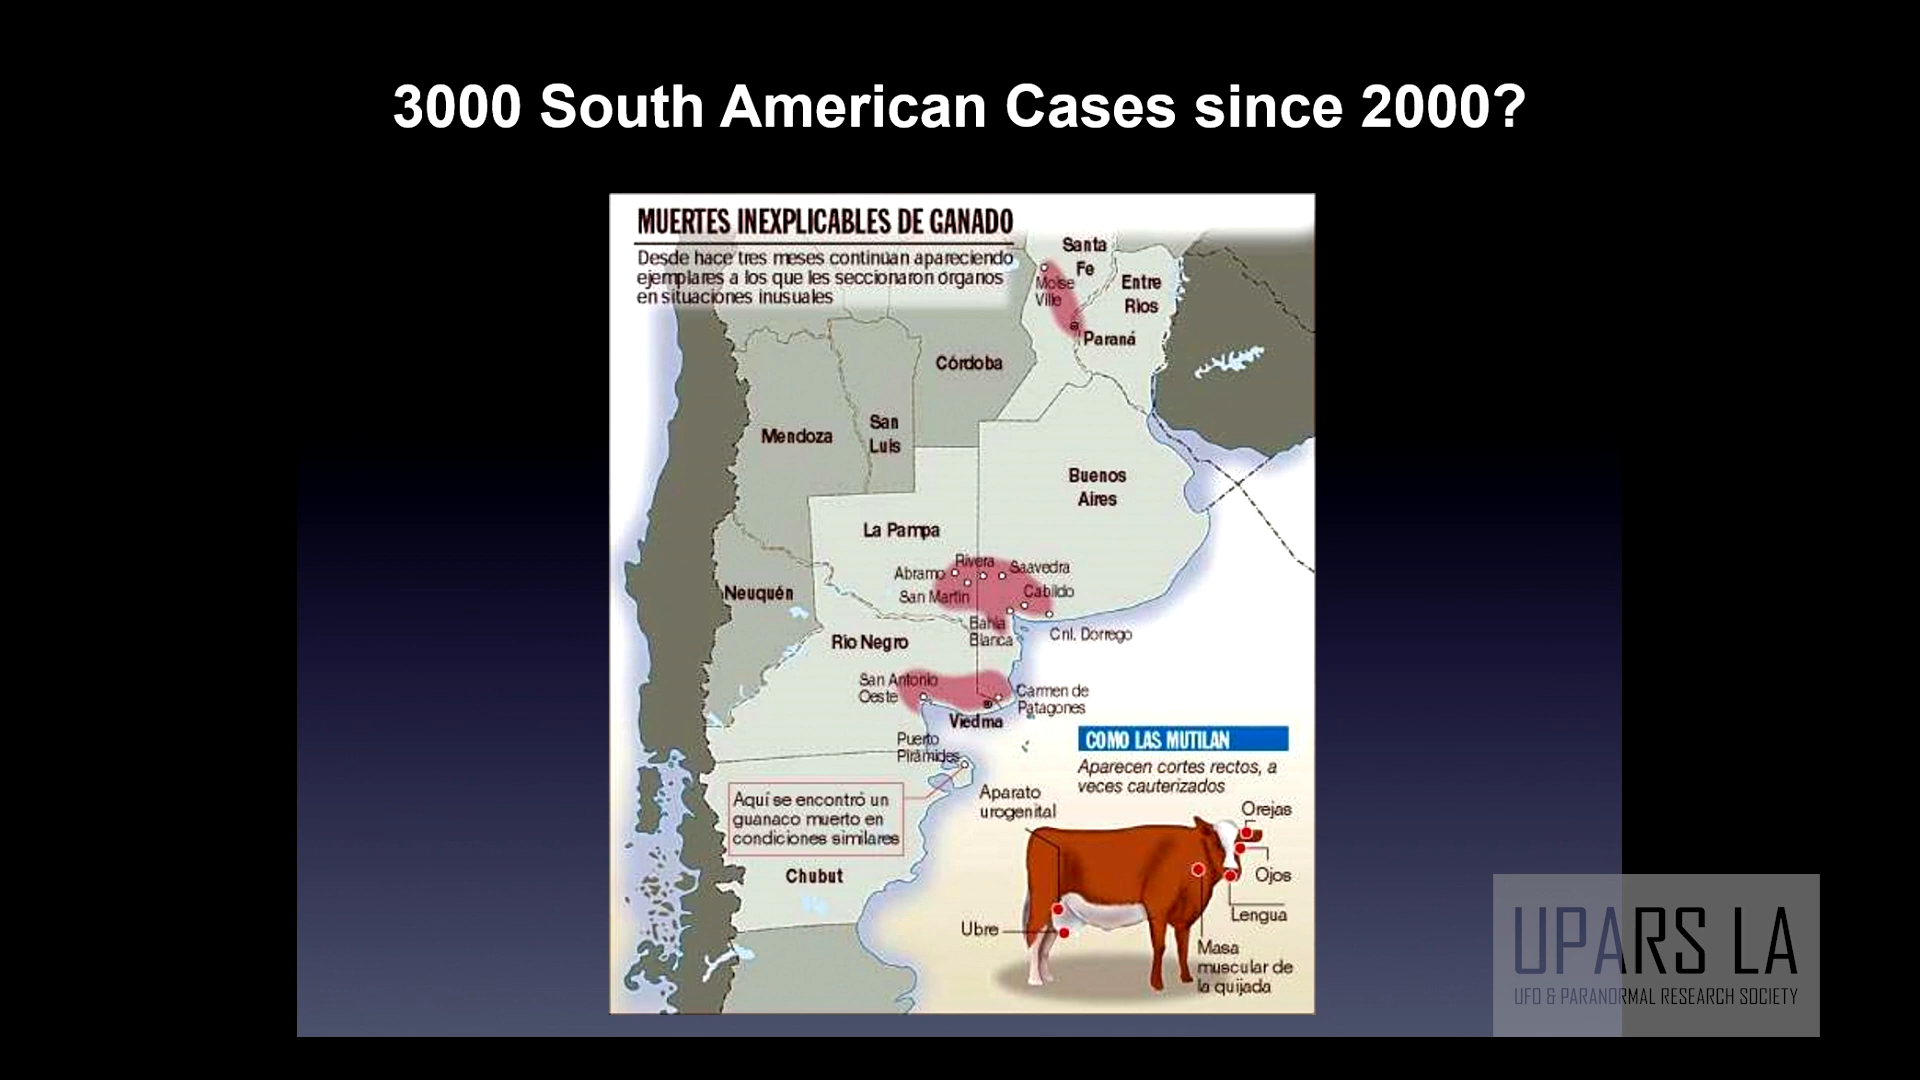 3000 South American Cases since 2000?
MUERTES INEXPLICABLES DE GANADO
Desde hace tres meses continúan apareciendo
ejemplares a los que les seccionaron órganos
en situaciones inusuales
Santa
Fe
Moise
Ville
Entre
Ríos
Paraná
Córdoba
San
Luis
Mendoza
Buenos
Aires
La Pampa
Rivera
Saavedra
Abramo
San Martín
Cabildo
Neuquén
Bahía
Blanca
Cnl. Dorrego
Río Negro
San Antonio
Oeste
Carmen de
Patagones
Viedma
Puerto
Pirámides
Aquí se encontró un
guanaco muerto en
condiciones similares
Chubut
COMO LAS MUTILAN
Aparecen cortes rectos, a
veces cauterizados
Aparato
urogenital
Orejas
Ojos
Lengua
Ubre
Masa
muscular de
la quijada
UPARS LA
UFO & PARANORMAL RESEARCH SOCIETY